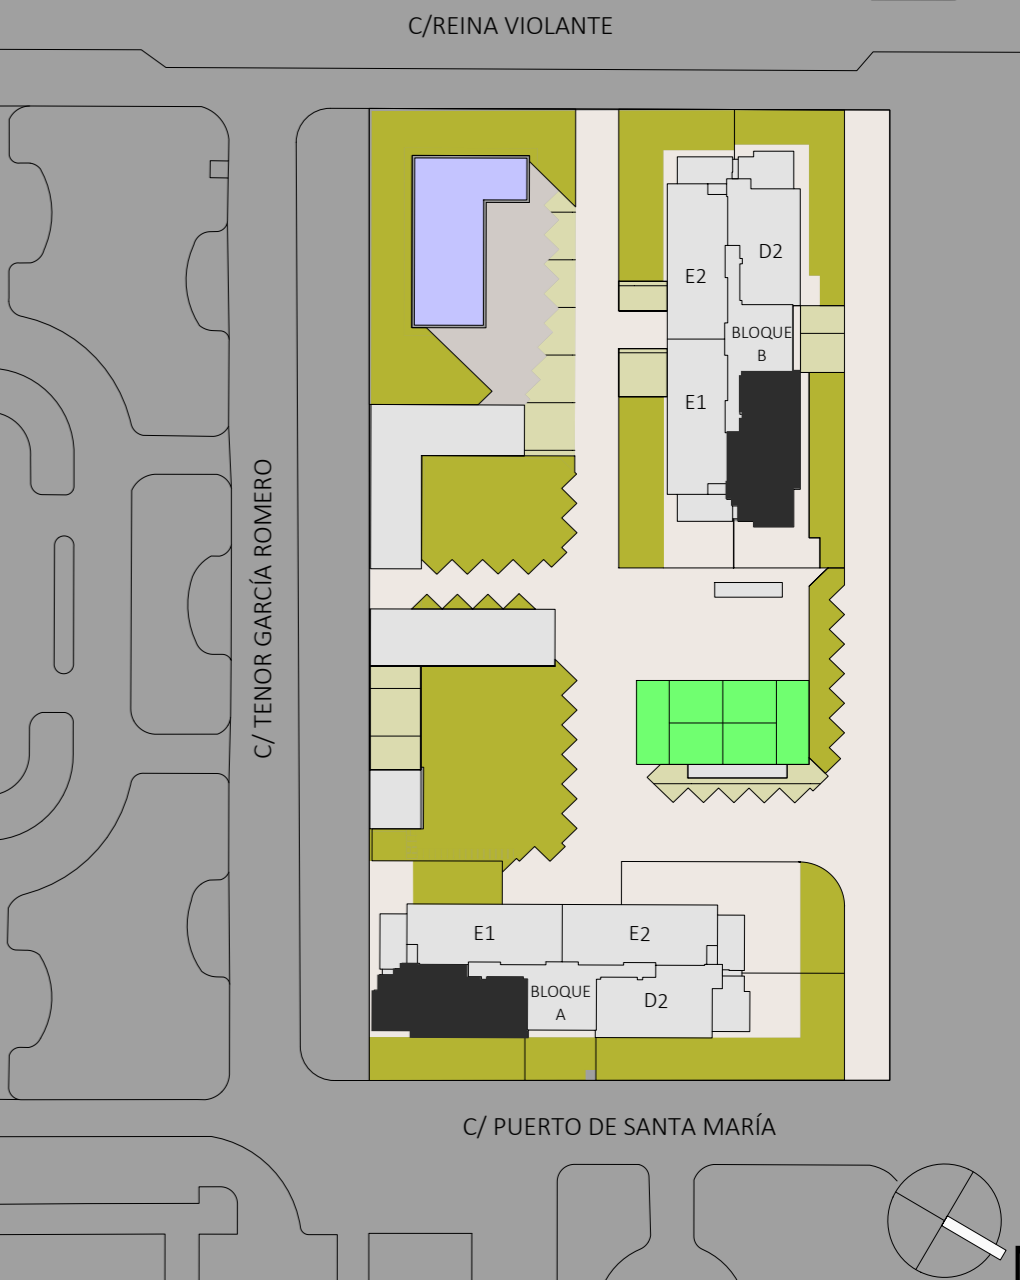 C/REINA VIOLANTE
D2
E2
BLOQUE
B
E1
C/ TENOR GARCÍA ROMERO
E1
E2
BLOQUE
A
D2
C/ PUERTO DE SANTA MARÍA